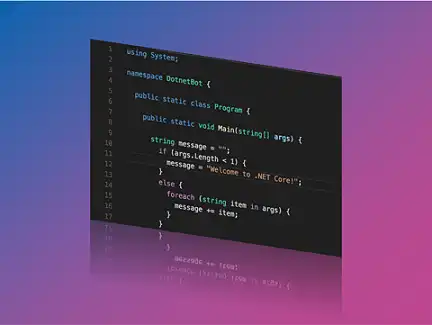 1 using System;
2
3 namespace DotnetBot {
4
5 public static class Program {
6
7 public static void Main(string[] args) {
8
9 string message = "";
10 if (args.Length < 1) {
11 message = "Welcome to .NET Core!";
12 }
13 else {
14 foreach (string item in args) {
15 message += item;
16 }
17 }